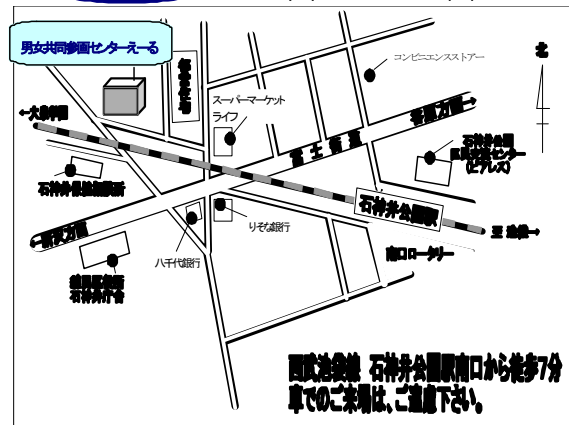 男女共同参画センターえーる
コンビニエンスストアー
北
スーパーマーケット
ライフ
←大泉学園
富士街道
石神井公園
区民交流センター
(ピアレス)
石神井保健相談所
石神井公園駅
至 池袋→
←所沢方面
りそな銀行
南口ロータリー
八千代銀行
練馬区役所
石神井庁舎
西武池袋線 石神井公園駅南口から徒歩7分
車でのご来場は、ご遠慮下さい。